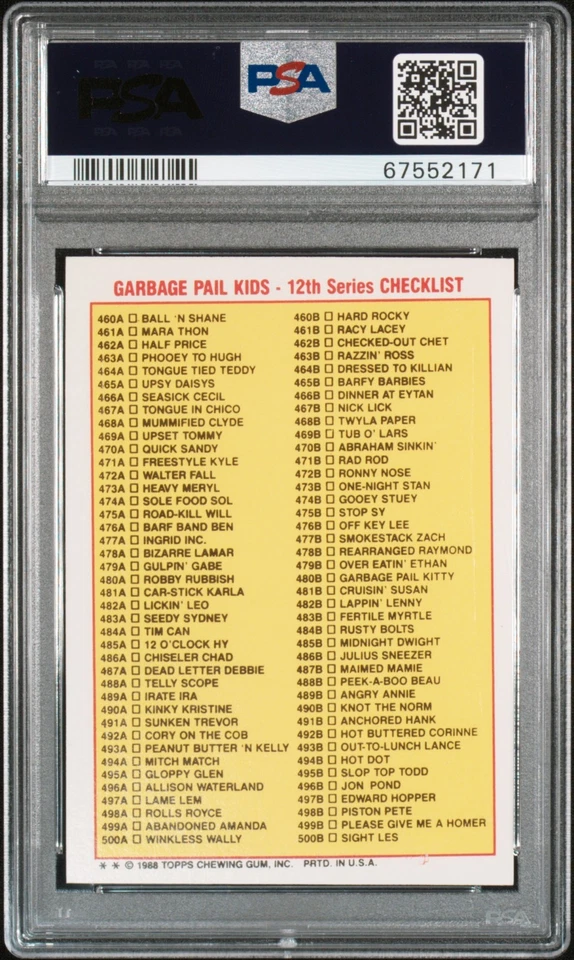 PSA
PSA
67552171
GARBAGE PAIL KIDS - 12th Series CHECKLIST
460A □ BALL 'N SHANE 460B □ HARD ROCKY
461A □ MARA THON 461B □ RACY LACEY
462A □ HALF PRICE 462B □ CHECKED-OUT CHET
463A □ PHOOEY TO HUGH 463B □ RAZZIN' ROSS
464A □ TONGUE TIED TEDDY 464B □ DRESSED TO KILLIAN
465A □ UPSY DAISYS 465B □ BARFY BARBIES
466A □ SEASICK CECIL 466B □ DINNER AT EYTAN
467A □ TONGUE IN CHICO 467B □ NICK LICK
468A □ MUMMIFIED CLYDE 468B □ TWYLA PAPER
469A □ UPSET TOMMY 469B □ TUB O' LARS
470A □ QUICK SANDY 470B □ ABRAHAM SINKIN'
471A □ FREESTYLE KYLE 471B □ RAD ROD
472A □ WALTER FALL 472B □ RONNY NOSE
473A □ HEAVY MERYL 473B □ ONE-NIGHT STAN
474A □ SOLE FOOD SOL 474B □ GOOEY STUEY
475A □ ROAD-KILL WILL 475B □ STOP SY
476A □ BARF BAND BEN 476B □ OFF KEY LEE
477A □ INGRID INC. 477B □ SMOKESTACK ZACH
478A □ BIZARRE LAMAR 478B □ REARRANGED RAYMOND
479A □ GULPIN' GABE 479B □ OVER EATIN' ETHAN
480A □ ROBBY RUBBISH 480B □ GARBAGE PAIL KITTY
481A □ CAR-STICK KARLA 481B □ CRUISIN' SUSAN
482A □ LICKIN' LEO 482B □ LAPPIN' LENNY
483A □ SEEDY SYDNEY 483B □ FERTILE MYRTLE
484A □ TIM CAN 484B □ RUSTY BOLTS
485A □ 12 O'CLOCK HY 485B □ MIDNIGHT DWIGHT
486A □ CHISELER CHAD 486B □ JULIUS SNEEZER
487A □ DEAD LETTER DEBBIE 487B □ MAIMED MAMIE
488A □ TELLY SCOPE 488B □ PEEK-A-BOO BEAU
489A □ IRATE IRA 489B □ ANGRY ANNIE
490A □ KINKY KRISTINE 490B □ KNOT THE NORM
491A □ SUNKEN TREVOR 491B □ ANCHORED HANK
492A □ CORY ON THE COB 492B □ HOT BUTTERED CORINNE
493A □ PEANUT BUTTER 'N KELLY 493B □ OUT-TO-LUNCH LANCE
494A □ MITCH MATCH 494B □ HOT DOT
495A □ GLOPPY GLEN 495B □ SLOP TOP TODD
496A □ ALLISON WATERLAND 496B □ JON POND
497A □ LAME LEM 497B □ EDWARD HOPPER
498A □ ROLLS ROYCE 498B □ PISTON PETE
499A □ ABANDONED AMANDA 499B □ PLEASE GIVE ME A HOMER
500A □ WINKLESS WALLY 500B □ SIGHT LES
* * © 1988 TOPPS CHEWING GUM, INC. PRTD. IN U.S.A.
PSA